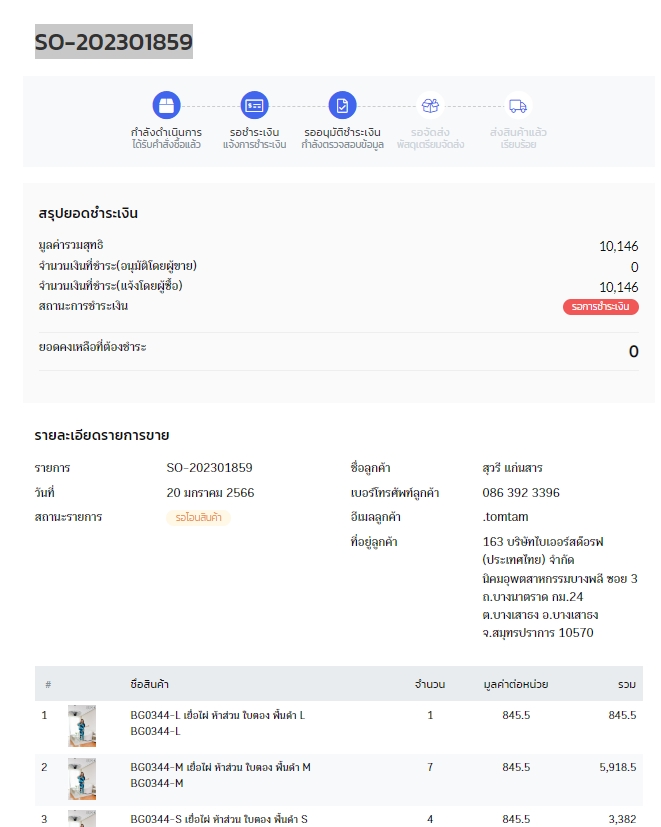 SO-202301859
กำลังดำเนินการ รอชำระเงิน รออนุมัติชำระเงิน รอจัดส่ง ส่งสินค้าแล้ว
ได้รับคำสั่งซื้อแล้ว แจ้งการชำระเงิน กำลังตรวจสอบข้อมูล พัสดุเตรียมจัดส่ง เรียบร้อย
สรุปยอดชำระเงิน
มูลค่ารวมสุทธิ 10,146
จำนวนเงินที่ชำระ(อนุมัติโดยผู้ขาย) 0
จำนวนเงินที่ชำระ(แจ้งโดยผู้ซื้อ) 10,146
สถานะการชำระเงิน รอการชำระเงิน
ยอดคงเหลือที่ต้องชำระ 0
รายละเอียดรายการขาย
รายการ SO-202301859 ชื่อลูกค้า สุวรี แก่นสาร
วันที่ 20 มกราคม 2566 เบอร์โทรศัพท์ลูกค้า 086 392 3396
สถานะรายการ รอโอนสินค้า อีเมลลูกค้า .tomtam
ที่อยู่ลูกค้า 163 บริษัทไบเออร์สด๊อรฟ
(ประเทศไทย) จำกัด
นิคมอุพตสาหกรรมบางพลี ซอย 3
ถ.บางนาตราด กม.24
ต.บางเสาธง อ.บางเสาธง
จ.สมุทรปราการ 10570
# ชื่อสินค้า จำนวน มูลค่าต่อหน่วย รวม
1 BG0344-L เยื่อไผ่ ห้าส่วน ใบตอง พื้นดำ L 1 845.5 845.5
BG0344-L
2 BG0344-M เยื่อไผ่ ห้าส่วน ใบตอง พื้นดำ M 7 845.5 5,918.5
BG0344-M
3 BG0344-S เยื่อไผ่ ห้าส่วน ใบตอง พื้นดำ S 4 845.5 3,382